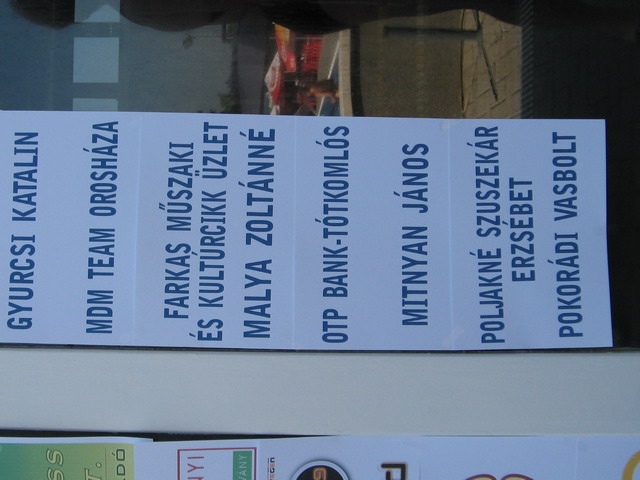 GYURCSI KATALIN
MDM TEAM OROSHÁZA
FARKAS MŰSZAKI
ÉS KULTÚRCIKK ÜZLET
MALYA ZOLTÁNNÉ
OTP BANK-TÓTKOMLÓS
MITNYAN JÁNOS
POLJAKNÉ SZUSZEKÁR
ERZSÉBET
POKORÁDI VASBOLT